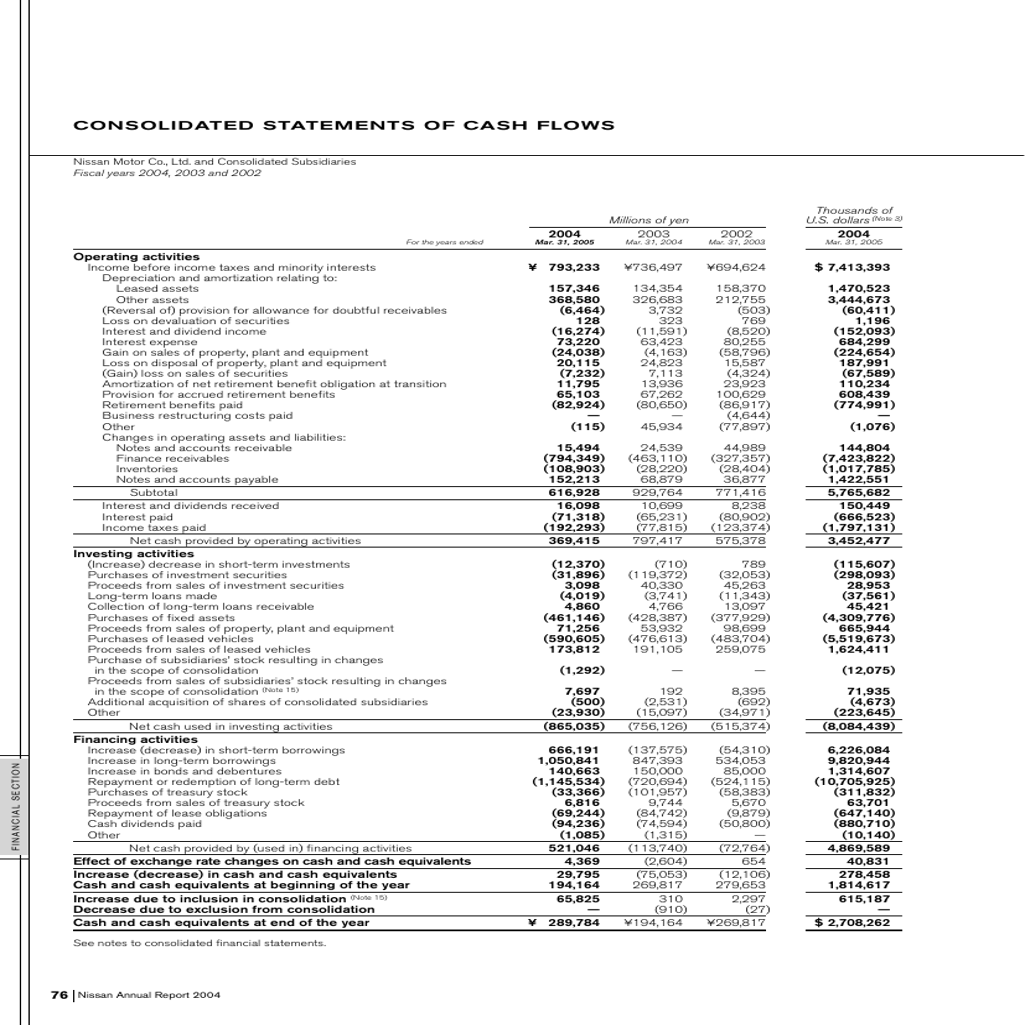 CONSOLIDATED STATEMENTS OF CASH FLOWS
Nissan Motor Co., Ltd. and Consolidated Subsidiaries
Fiscal years 2004, 2003 and 2002
Thousands of
Millions of yen U.S. dollars (Note 3)
2004 2003 2002 2004
For the years ended Mar. 31, 2005 Mar. 31, 2004 Mar. 31, 2003 Mar. 31, 2005
Operating activities
Income before income taxes and minority interests ¥ 793,233 ¥736,497 ¥694,624 $ 7,413,393
Depreciation and amortization relating to:
Leased assets 157,346 134,354 158,370 1,470,523
Other assets 368,580 326,683 212,755 3,444,673
(Reversal of) provision for allowance for doubtful receivables (6,464) 3,732 (503) (60,411)
Loss on devaluation of securities 128 323 769 1,196
Interest and dividend income (16,274) (11,591) (8,520) (152,093)
Interest expense 73,220 63,423 80,255 684,299
Gain on sales of property, plant and equipment (24,038) (4,163) (58,796) (224,654)
Loss on disposal of property, plant and equipment 20,115 24,823 15,587 187,991
(Gain) loss on sales of securities (7,232) 7,113 (4,324) (67,589)
Amortization of net retirement benefit obligation at transition 11,795 13,936 23,923 110,234
Provision for accrued retirement benefits 65,103 67,262 100,629 608,439
Retirement benefits paid (82,924) (80,650) (86,917) (774,991)
Business restructuring costs paid — — (4,644) —
Other (115) 45,934 (77,897) (1,076)
Changes in operating assets and liabilities:
Notes and accounts receivable 15,494 24,539 44,989 144,804
Finance receivables (794,349) (463,110) (327,357) (7,423,822)
Inventories (108,903) (28,220) (28,404) (1,017,785)
Notes and accounts payable 152,213 68,879 36,877 1,422,551
Subtotal 616,928 929,764 771,416 5,765,682
Interest and dividends received 16,098 10,699 8,238 150,449
Interest paid (71,318) (65,231) (80,902) (666,523)
Income taxes paid (192,293) (77,815) (123,374) (1,797,131)
Net cash provided by operating activities 369,415 797,417 575,378 3,452,477
Investing activities
(Increase) decrease in short-term investments (12,370) (710) 789 (115,607)
Purchases of investment securities (31,896) (119,372) (32,053) (298,093)
Proceeds from sales of investment securities 3,098 40,330 45,263 28,953
Long-term loans made (4,019) (3,741) (11,343) (37,561)
Collection of long-term loans receivable 4,860 4,766 13,097 45,421
Purchases of fixed assets (461,146) (428,387) (377,929) (4,309,776)
Proceeds from sales of property, plant and equipment 71,256 53,932 98,699 665,944
Purchases of leased vehicles (590,605) (476,613) (483,704) (5,519,673)
Proceeds from sales of leased vehicles 173,812 191,105 259,075 1,624,411
Purchase of subsidiaries' stock resulting in changes
in the scope of consolidation (1,292) — — (12,075)
Proceeds from sales of subsidiaries' stock resulting in changes
in the scope of consolidation (Note 15) 7,697 192 8,395 71,935
Additional acquisition of shares of consolidated subsidiaries (500) (2,531) (692) (4,673)
Other (23,930) (15,097) (34,971) (223,645)
Net cash used in investing activities (865,035) (756,126) (515,374) (8,084,439)
Financing activities
Increase (decrease) in short-term borrowings 666,191 (137,575) (54,310) 6,226,084
Increase in long-term borrowings 1,050,841 847,393 534,053 9,820,944
Increase in bonds and debentures 140,663 150,000 85,000 1,314,607
Repayment or redemption of long-term debt (1,145,534) (720,694) (524,115) (10,705,925)
Purchases of treasury stock (33,366) (101,957) (58,383) (311,832)
Proceeds from sales of treasury stock 6,816 9,744 5,670 63,701
Repayment of lease obligations (69,244) (84,742) (9,879) (647,140)
Cash dividends paid (94,236) (74,594) (50,800) (880,710)
Other (1,085) (1,315) — (10,140)
Net cash provided by (used in) financing activities 521,046 (113,740) (72,764) 4,869,589
Effect of exchange rate changes on cash and cash equivalents 4,369 (2,604) 654 40,831
Increase (decrease) in cash and cash equivalents 29,795 (75,053) (12,106) 278,458
Cash and cash equivalents at beginning of the year 194,164 269,817 279,653 1,814,617
Increase due to inclusion in consolidation (Note 15) 65,825 310 2,297 615,187
Decrease due to exclusion from consolidation — (910) (27) —
Cash and cash equivalents at end of the year ¥ 289,784 ¥194,164 ¥269,817 $ 2,708,262
See notes to consolidated financial statements.
FINANCIAL SECTION
76 Nissan Annual Report 2004